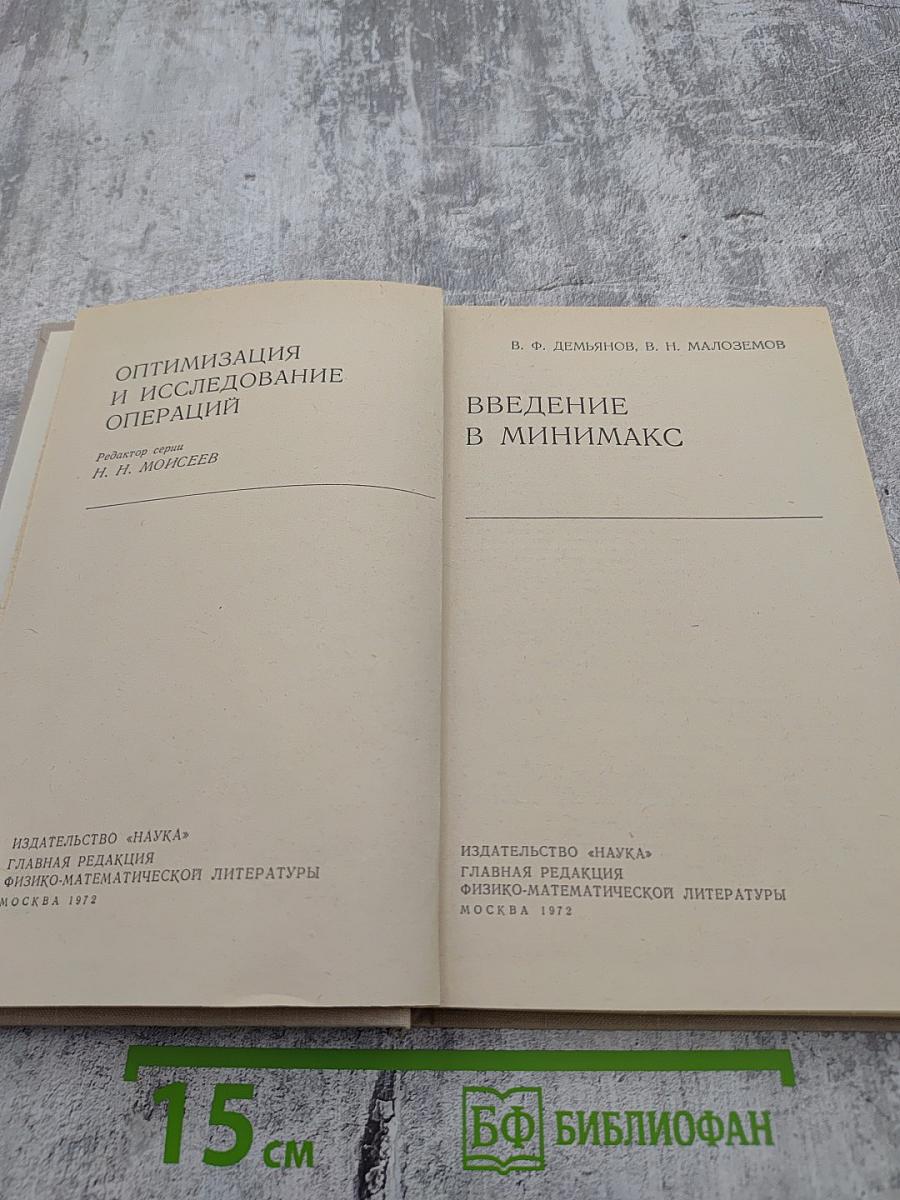 ОПТИМИЗАЦИЯ
И ИССЛЕДОВАНИЕ
ОПЕРАЦИЙ
Редактор серии
Н. Н. МОИСЕЕВ
ИЗДАТЕЛЬСТВО «НАУКА»
ГЛАВНАЯ РЕДАКЦИЯ
ФИЗИКО-МАТЕМАТИЧЕСКОЙ ЛИТЕРАТУРЫ
МОСКВА 1972
В. Ф. ДЕМЬЯНОВ, В. Н. МАЛОЗЕМОВ
ВВЕДЕНИЕ
В МИНИМАКС
ИЗДАТЕЛЬСТВО «НАУКА»
ГЛАВНАЯ РЕДАКЦИЯ
ФИЗИКО-МАТЕМАТИЧЕСКОЙ ЛИТЕРАТУРЫ
МОСКВА 1972
15 см
БФ БИБЛИОФАН